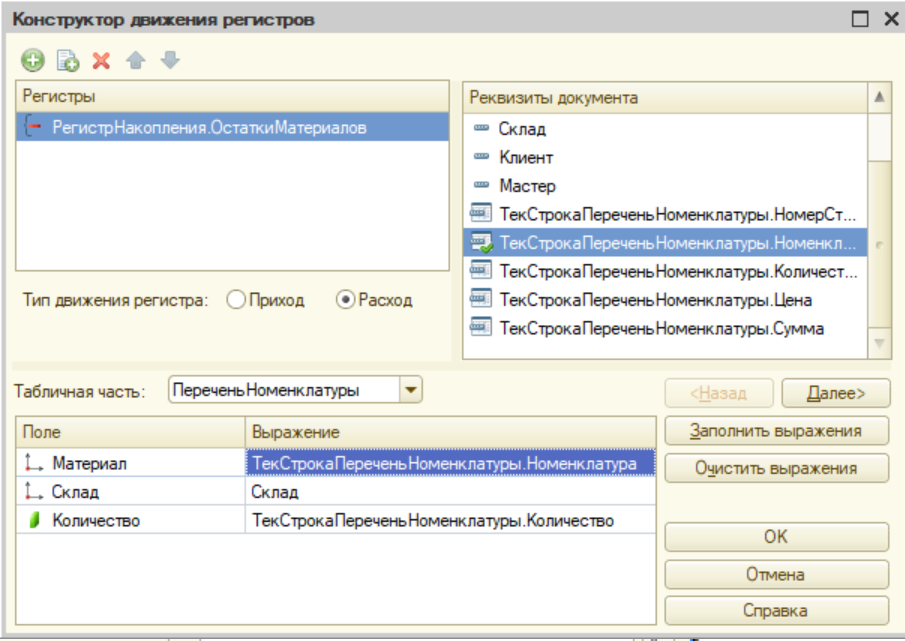 Конструктор движения регистров
Регистры
РегистрНакопления.ОстаткиМатериалов
Реквизиты документа
Склад
Клиент
Мастер
ТекСтрокаПереченьНоменклатуры.НомерСт...
ТекСтрокаПереченьНоменклатуры.Номенкл...
ТекСтрокаПереченьНоменклатуры.Количест...
ТекСтрокаПереченьНоменклатуры.Цена
ТекСтрокаПереченьНоменклатуры.Сумма
Тип движения регистра: Приход Расход
Табличная часть: ПереченьНоменклатуры
<Назад Далее>
Поле Выражение
Материал ТекСтрокаПереченьНоменклатуры.Номенклатура
Склад Склад
Количество ТекСтрокаПереченьНоменклатуры.Количество
Заполнить выражения
Очистить выражения
OK
Отмена
Справка